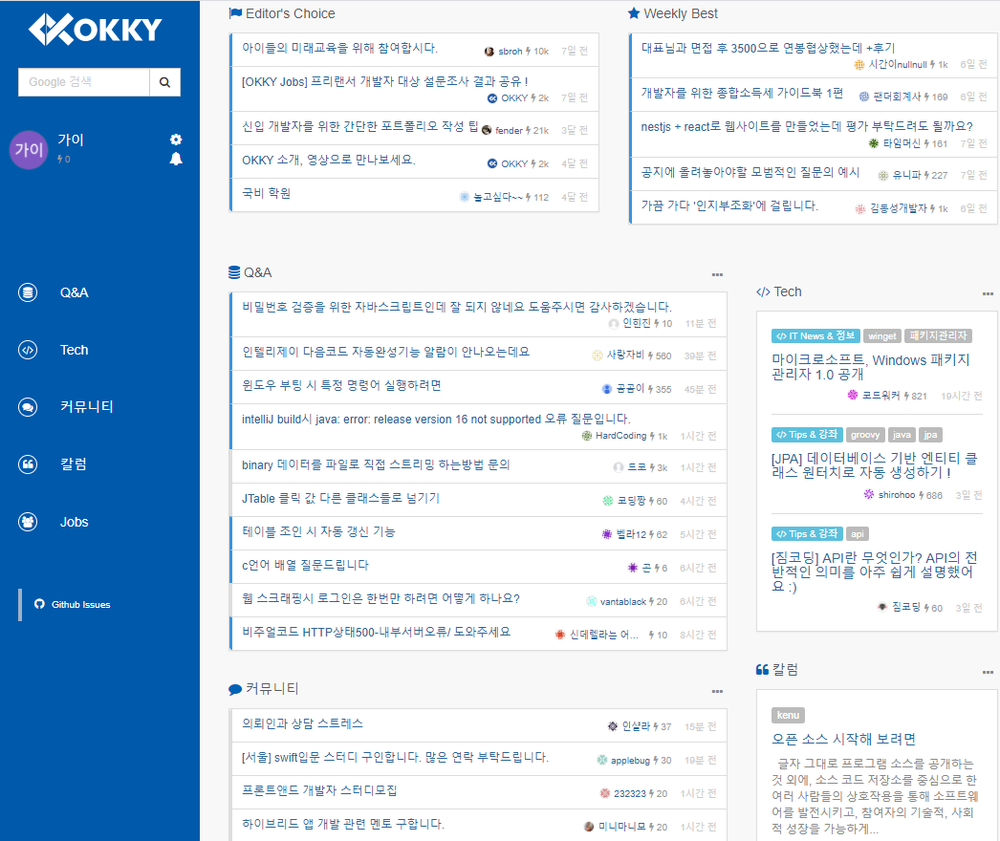 OKKY
Google 검색
가이
가이
0
Q&A
Tech
커뮤니티
칼럼
Jobs
Github Issues
Editor's Choice
아이들의 미래교육을 위해 참여합시다.
sbroh 10k 7일 전
[OKKY Jobs] 프리랜서 개발자 대상 설문조사 결과 공유 !
OKKY 2k 7일 전
신입 개발자를 위한 간단한 포트폴리오 작성 팁 fender 21k 3달 전
OKKY 소개, 영상으로 만나보세요. OKKY 2k 4달 전
국비 학원 놀고싶다~~ 112 4달 전
Weekly Best
대표님과 면접 후 3500으로 연봉협상했는데 +후기
시간이nullnull 1k 6일 전
개발자를 위한 종합소득세 가이드북 1편 팬더회계사 169 6일 전
nestjs + react로 웹사이트를 만들었는데 평가 부탁드려도 될까요?
타임머신 161 7일 전
공지에 올려놓아야할 모범적인 질문의 예시 유니파 227 7일 전
가끔 가다 '인지부조화'에 걸립니다. 김통성개발자 1k 6일 전
Q&A
비밀번호 검증을 위한 자바스크립트인데 잘 되지 않네요 도움주시면 감사하겠습니다.
인힌진 10 11분 전
인텔리제이 다음코드 자동완성기능 알람이 안나오는데요 사랑자비 560 39분 전
윈도우 부팅 시 특정 명령어 실행하려면 곰곰이 355 45분 전
intelliJ build시 java: error: release version 16 not supported 오류 질문입니다.
HardCoding 1k 1시간 전
binary 데이터를 파일로 직접 스트리밍 하는방법 문의 드코 3k 1시간 전
JTable 클릭 값 다른 클래스들로 넘기기 코딩짱 60 4시간 전
테이블 조인 시 자동 갱신 기능 벨라12 62 5시간 전
c언어 배열 질문드립니다 곤 6 6시간 전
웹 스크래핑시 로그인은 한번만 하려면 어떻게 하나요? vantablack 20 6시간 전
비주얼코드 HTTP상태500-내부서버오류/ 도와주세요 신데렐라는 어... 10 8시간 전
커뮤니티
의뢰인과 상담 스트레스 인샬라 37 15분 전
[서울] swift입문 스터디 구인합니다. 많은 연락 부탁드립니다. applebug 30 19분 전
프론트앤드 개발자 스터디모집 232323 20 1시간 전
하이브리드 앱 개발 관련 멘토 구합니다. 미니마니모 20 1시간 전
Tech
IT News & 정보 winget 패키지관리자
마이크로소프트, Windows 패키지
관리자 1.0 공개
코드워커 821 19시간 전
Tips & 강좌 groovy java jpa
[JPA] 데이터베이스 기반 엔티티 클
래스 원터치로 자동 생성하기 !
shirohoo 686 3일 전
Tips & 강좌 api
[짐코딩] API란 무엇인가? API의 전
반적인 의미를 아주 쉽게 설명했어
요 :)
짐코딩 60 3일 전
칼럼
kenu
오픈 소스 시작해 보려면
글자 그대로 프로그램 소스를 공개하는
것 외에, 소스 코드 저장소를 중심으로 한
여러 사람들의 상호작용을 통해 소프트웨
어를 발전시키고, 참여자의 기술적, 사회
적 성장을 가능하게...